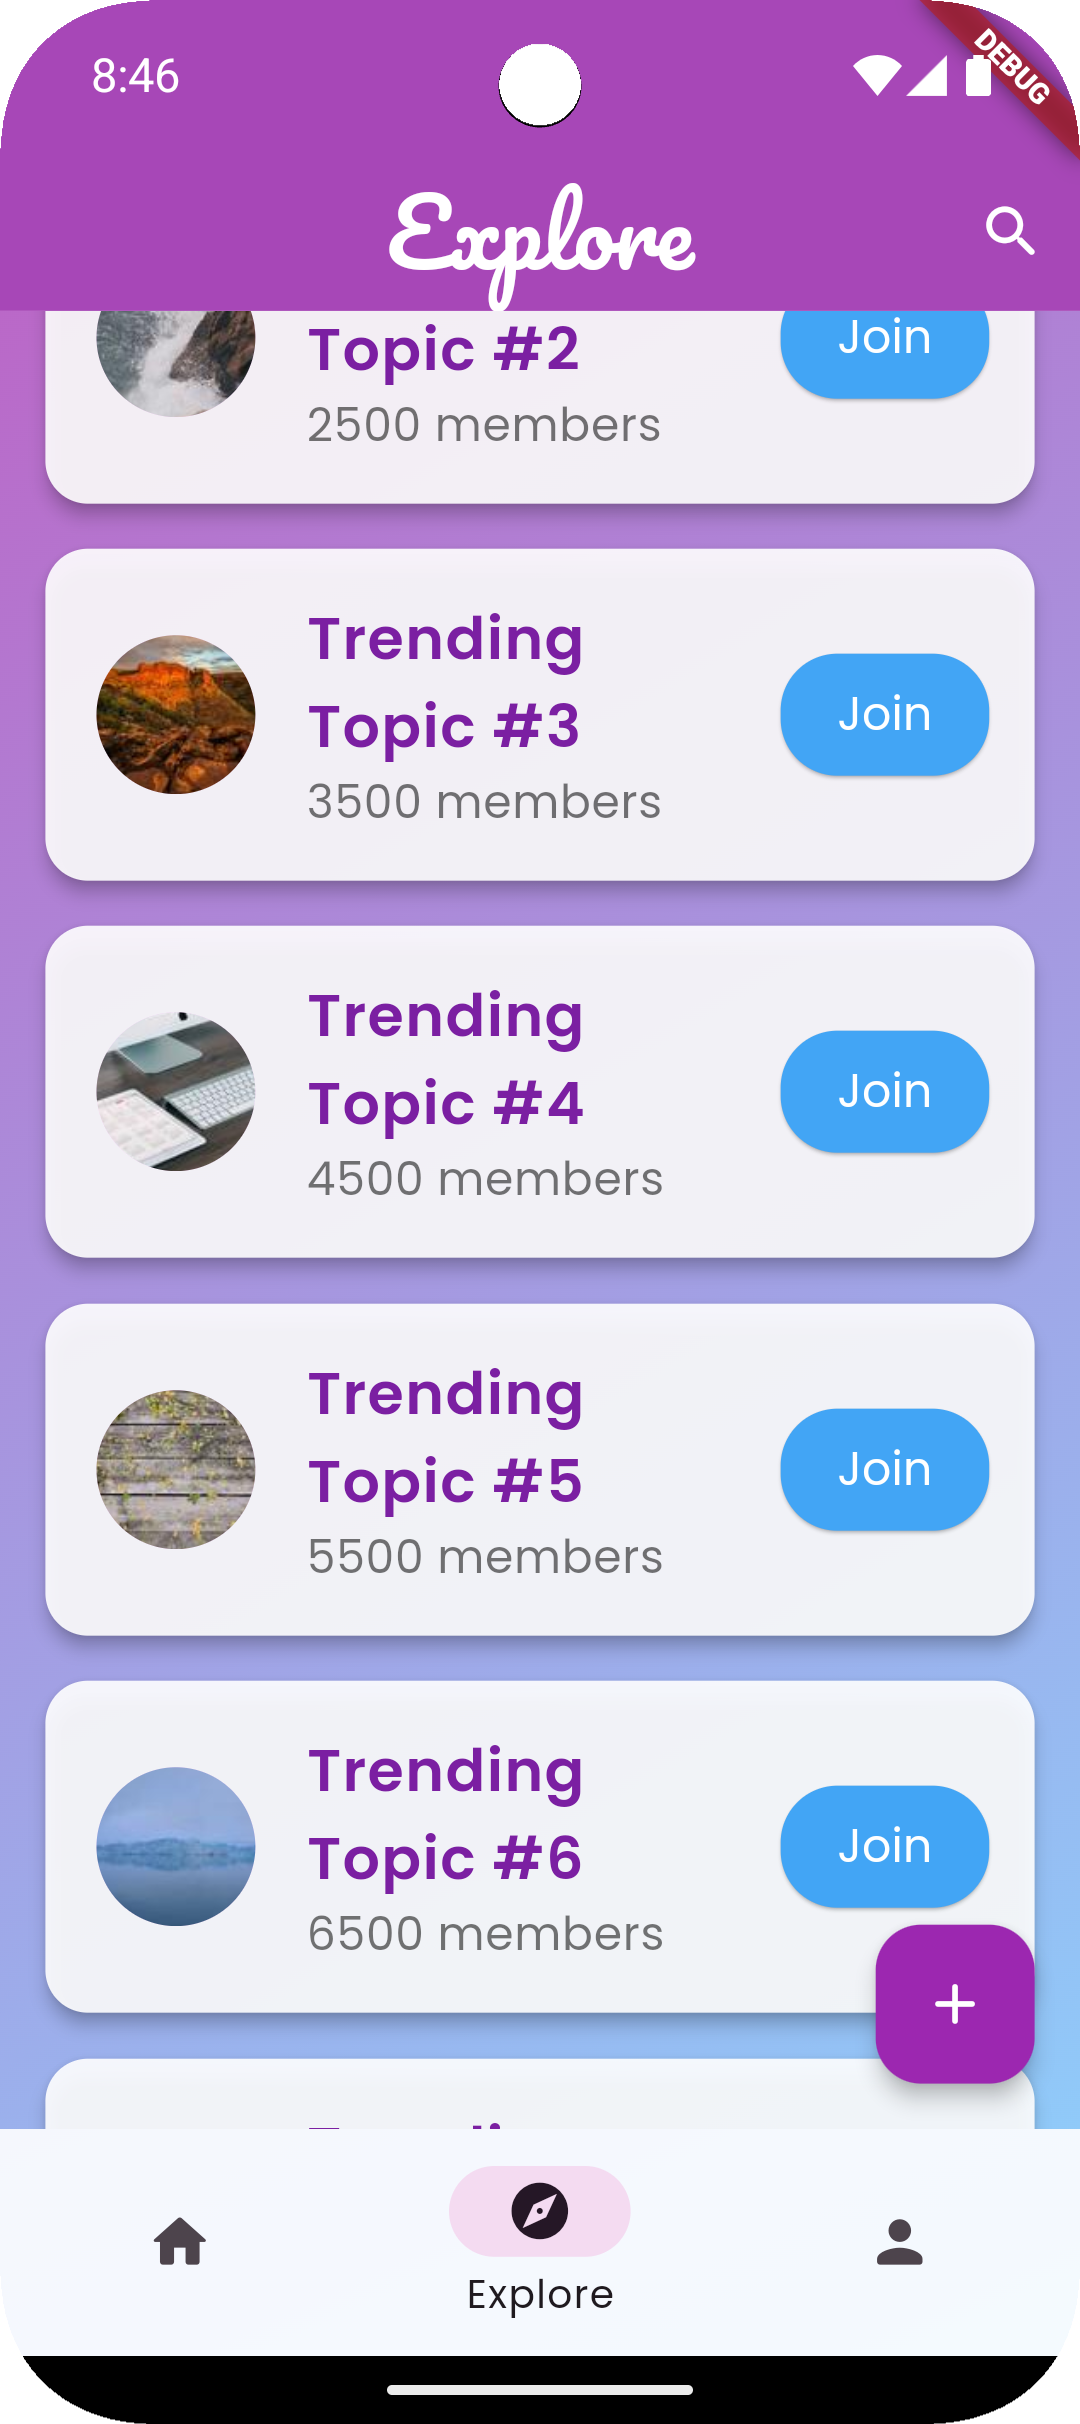 8:46
DEBUG
Explore
Topic #2
Join
2500 members
Trending
Topic #3
Join
3500 members
Trending
Topic #4
Join
4500 members
Trending
Topic #5
Join
5500 members
Trending
Topic #6
Join
6500 members
Explore